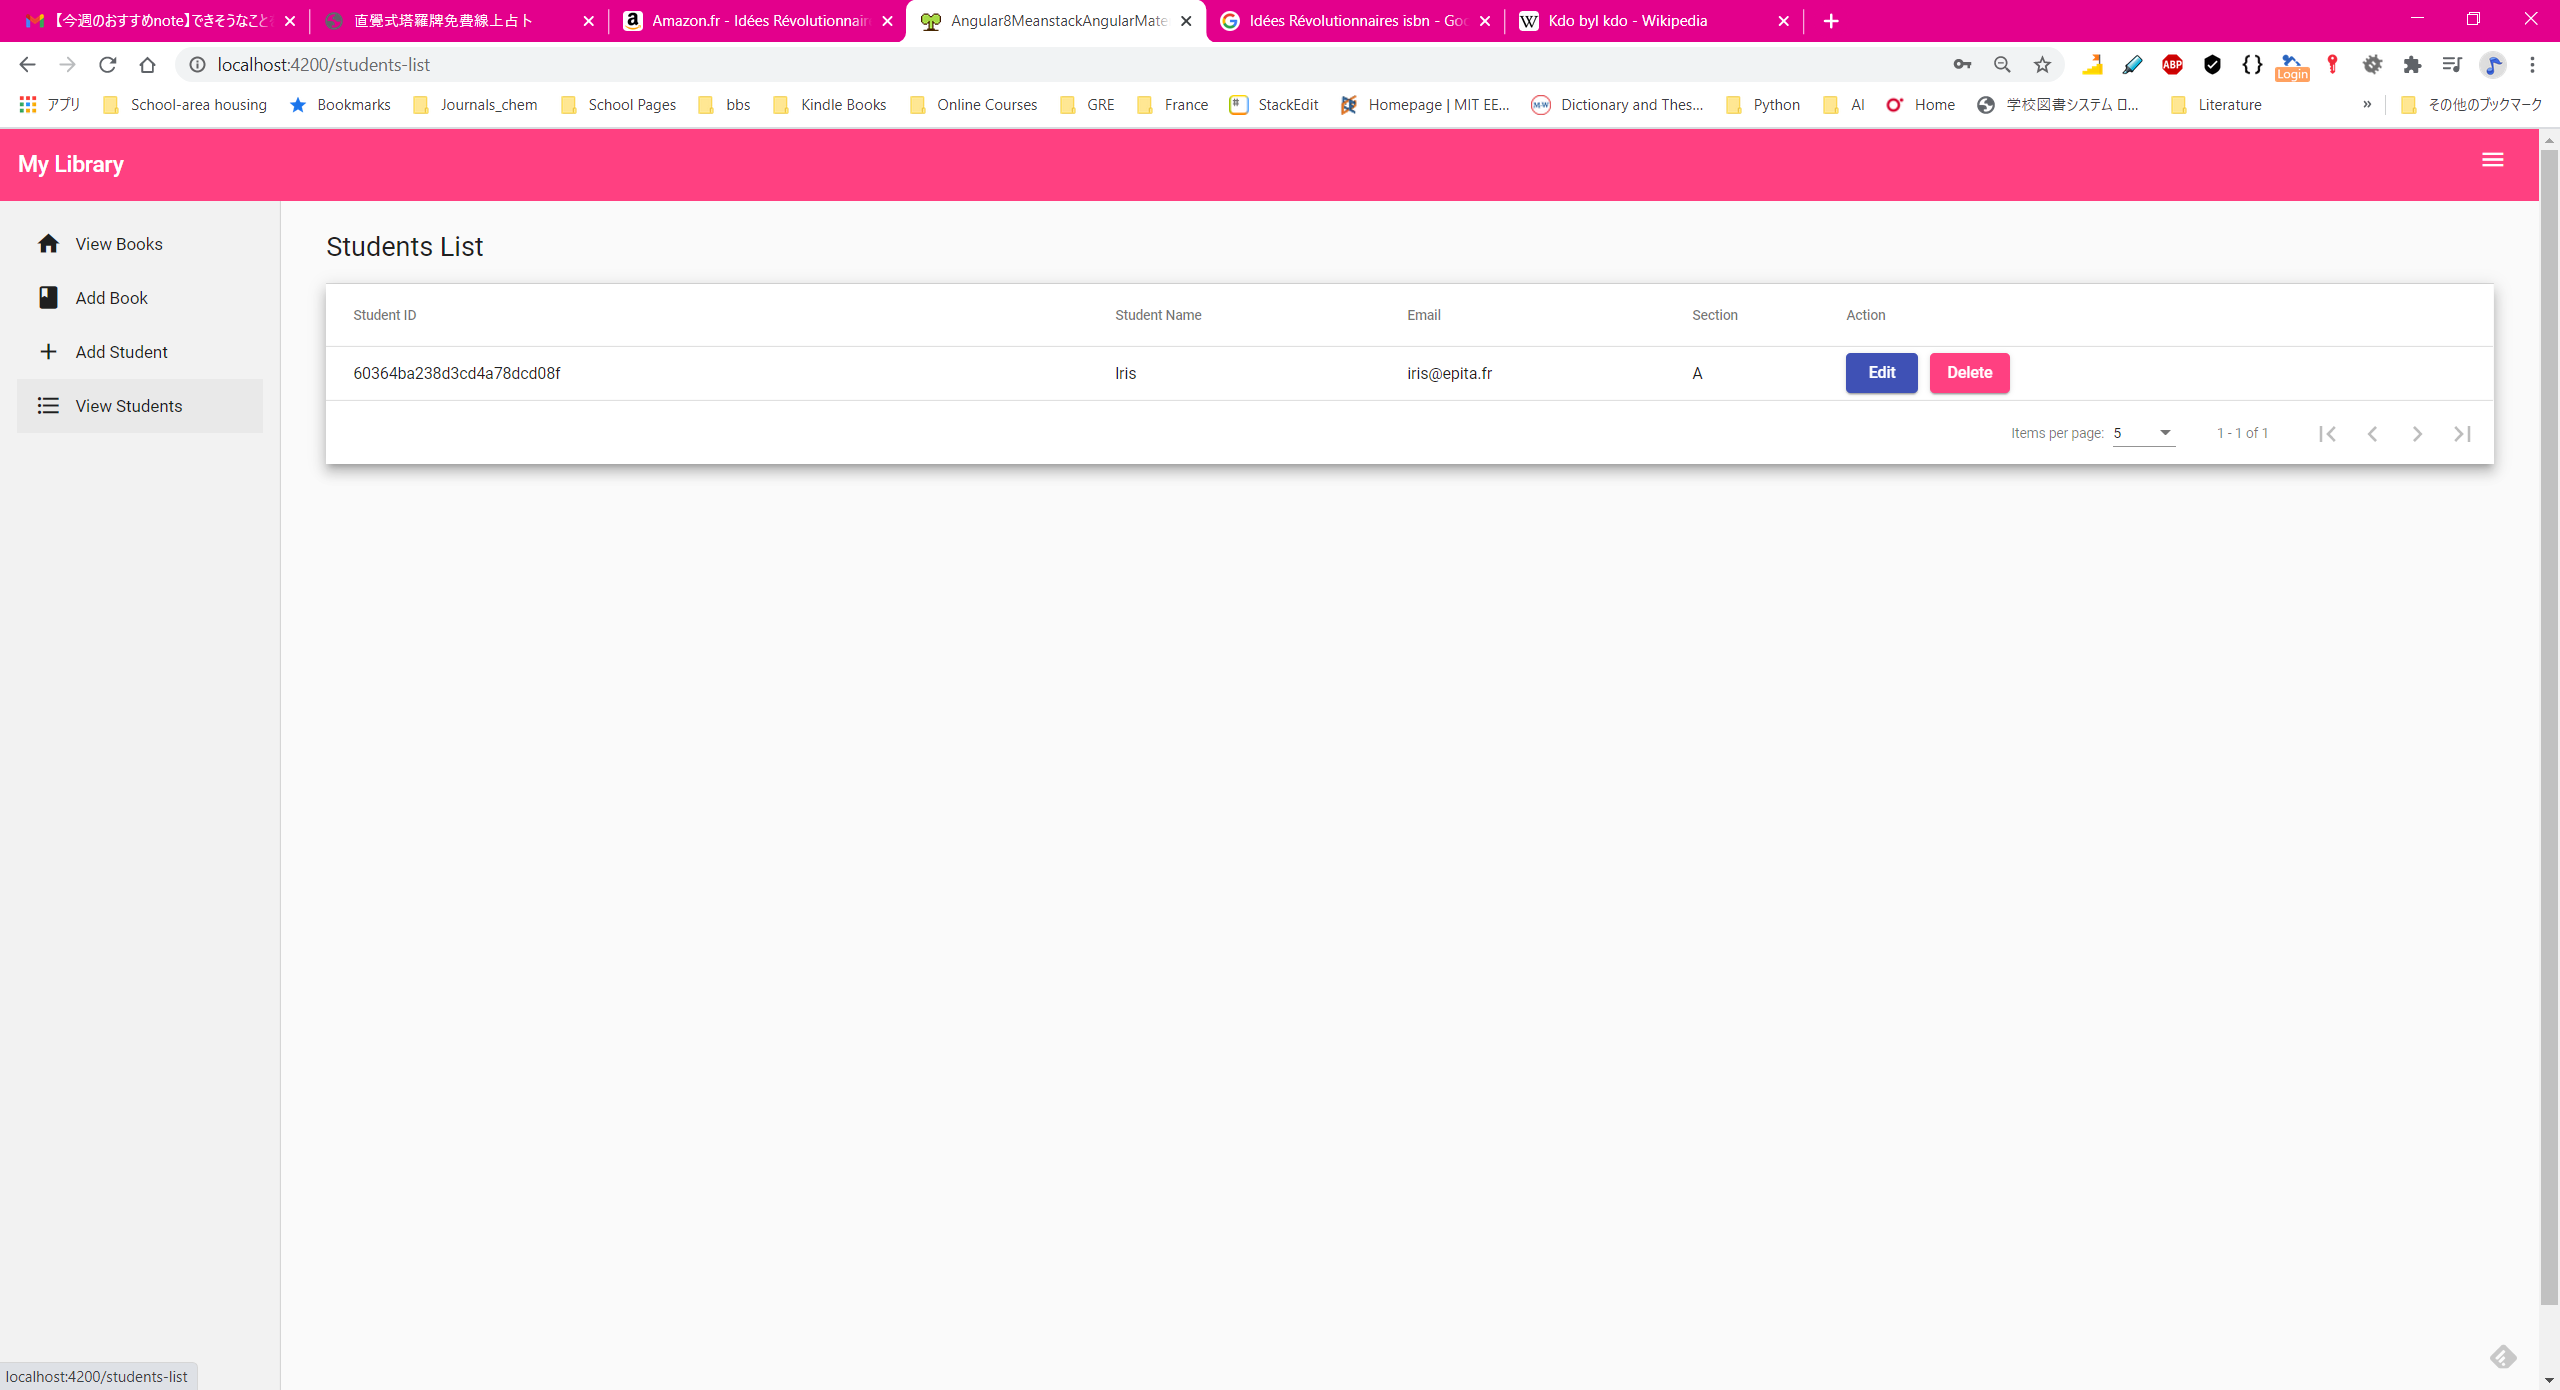 【今週のおすすめnote】できそうなこと
直覺式塔羅牌免費線上占卜
Amazon.fr - Idées Révolutionnair
Angular8MeanstackAngularMate
Idées Révolutionnaires isbn - Goo
Kdo byl kdo - Wikipedia
localhost:4200/students-list
ABP
Login
アプリ
School-area housing
Bookmarks
Journals_chem
School Pages
bbs
Kindle Books
Online Courses
GRE
France
StackEdit
Homepage | MIT EE...
M-W
Dictionary and Thes...
Python
AI
Home
学校図書システム ロ...
Literature
»
その他のブックマーク
My Library
View Books
Add Book
Add Student
View Students
Students List
Student ID Student Name Email Section Action
60364ba238d3cd4a78dcd08f Iris iris@epita.fr A Edit Delete
Items per page: 5 1 - 1 of 1
localhost:4200/students-list